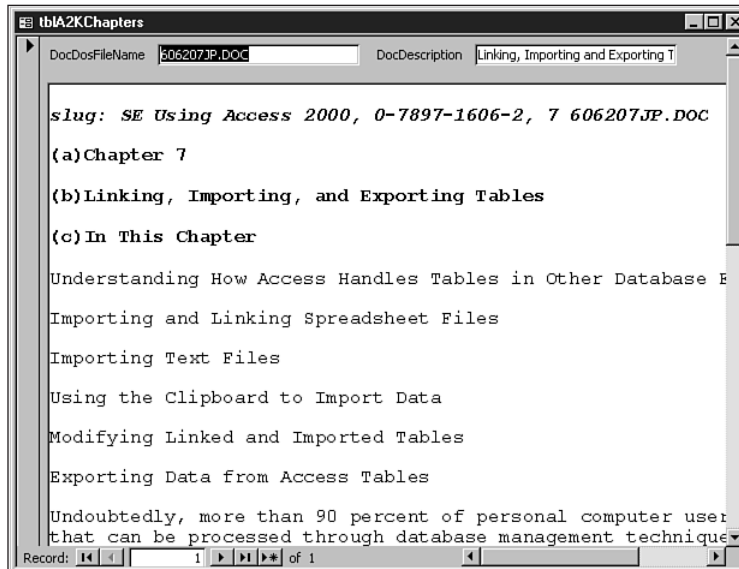 tblA2KChapters
DocDosFileName 606207JP.DOC DocDescription Linking, Importing and Exporting T
slug: SE Using Access 2000, 0-7897-1606-2, 7 606207JP.DOC
(a)Chapter 7
(b)Linking, Importing, and Exporting Tables
(c)In This Chapter
Understanding How Access Handles Tables in Other Database F
Importing and Linking Spreadsheet Files
Importing Text Files
Using the Clipboard to Import Data
Modifying Linked and Imported Tables
Exporting Data from Access Tables
Undoubtedly, more than 90 percent of personal computer user
that can be processed through database management technique
Record: 1 of 1